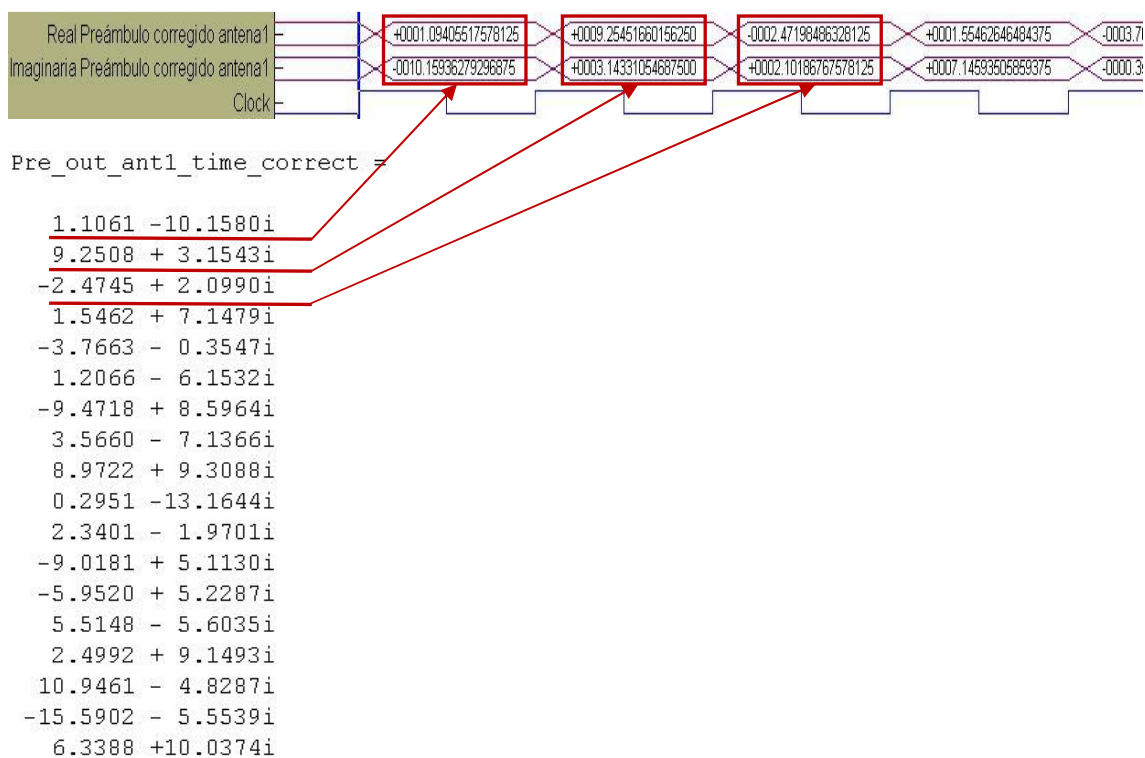 Real Preámbulo corregido antena1 +0001.09405517578125 +0009.25451660156250 -0002.47198486328125 +0001.55462646484375 -0003.70
Imaginaria Preámbulo corregido antena1 -0010.15936279296875 +0003.14331054687500 +0002.10186767578125 +0007.14593505859375 -0000.39
Clock
Pre_out_ant1_time_correct =
1.1061 -10.1580i
9.2508 + 3.1543i
-2.4745 + 2.0990i
1.5462 + 7.1479i
-3.7663 - 0.3547i
1.2066 - 6.1532i
-9.4718 + 8.5964i
3.5660 - 7.1366i
8.9722 + 9.3088i
0.2951 -13.1644i
2.3401 - 1.9701i
-9.0181 + 5.1130i
-5.9520 + 5.2287i
5.5148 - 5.6035i
2.4992 + 9.1493i
10.9461 - 4.8287i
-15.5902 - 5.5539i
6.3388 +10.0374i